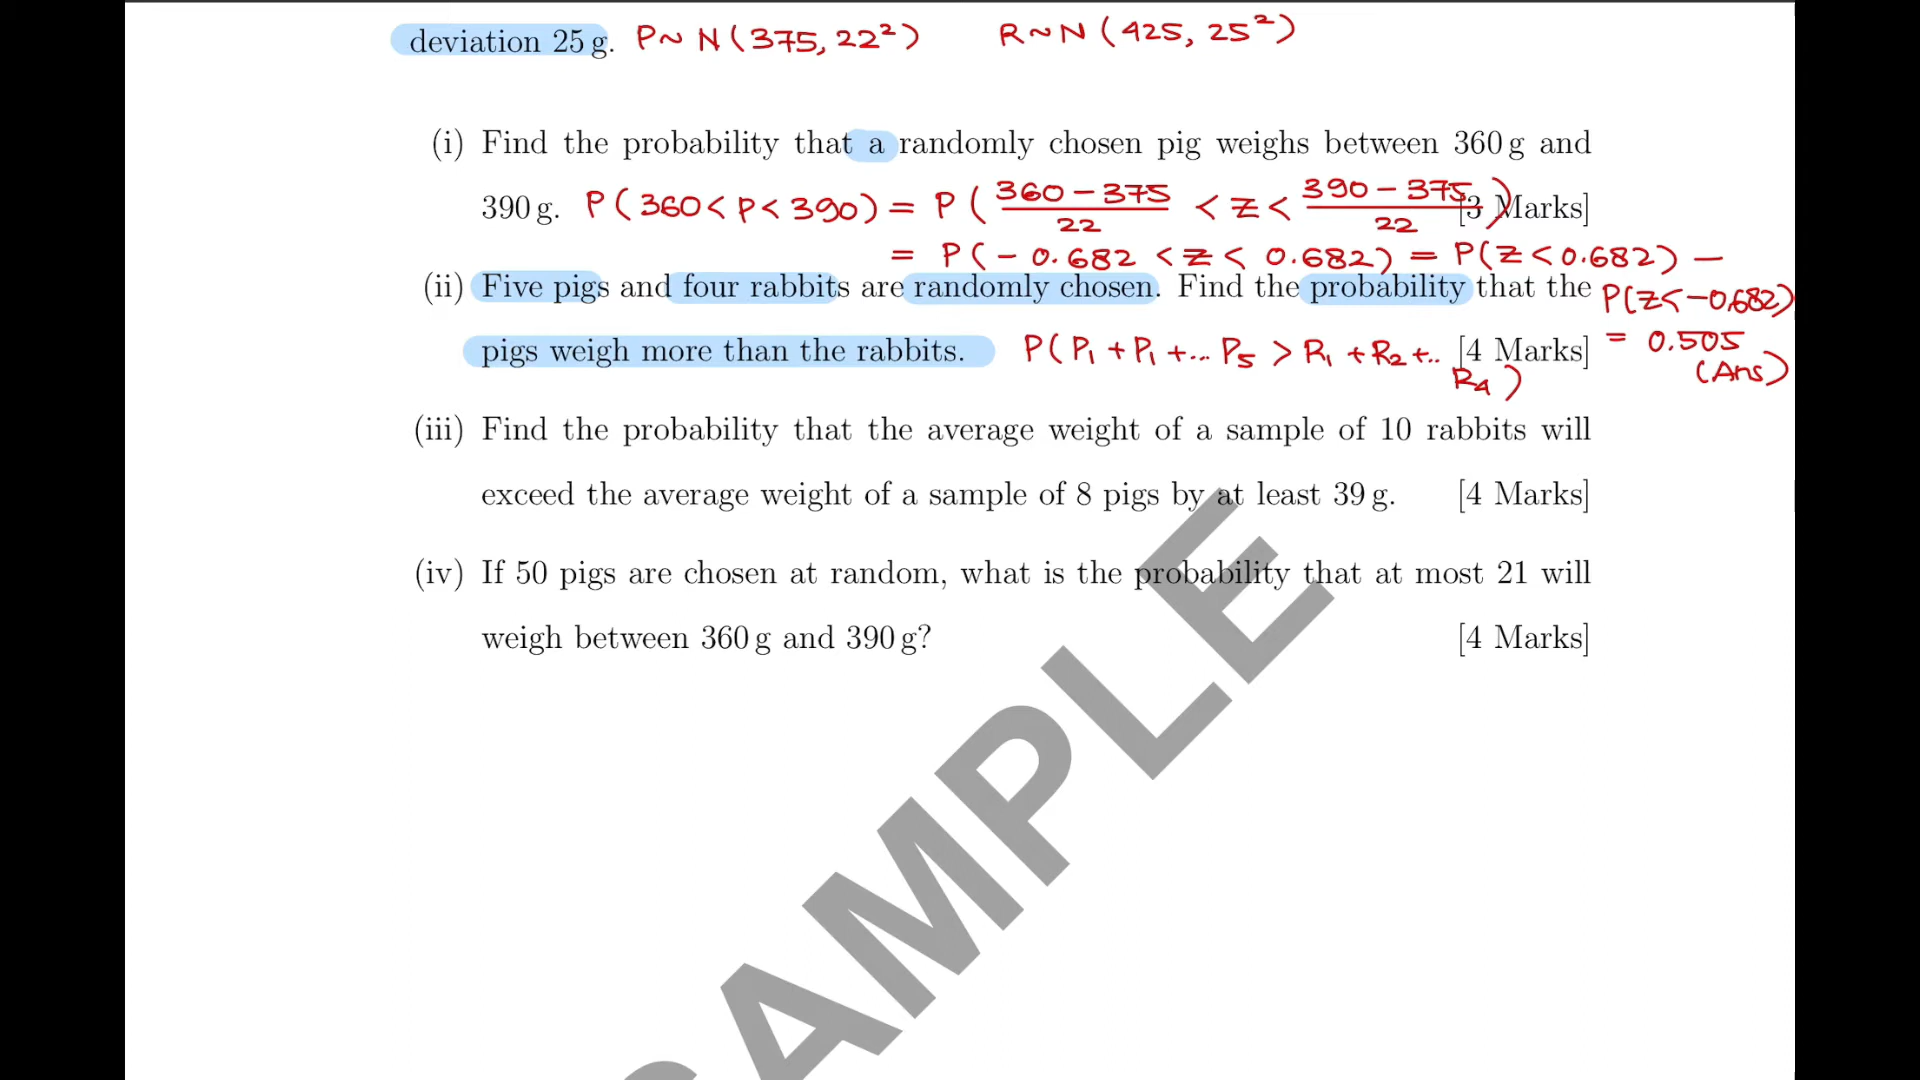 deviation 25 g. P~N(375, 22²) R~N(425, 25²)
(i) Find the probability that a randomly chosen pig weighs between 360 g and
390 g. P(360<P<390) = P(360-375/22 < Z < 390-375/22) [3 Marks]
= P(-0.682 < Z < 0.682) = P(Z<0.682) -
(ii) Five pigs and four rabbits are randomly chosen. Find the probability that the P(Z<-0.682)
pigs weigh more than the rabbits. P(P₁ + P₁ + ... P₅ > R₁ + R₂ + .. R₄) [4 Marks] = 0.505
(Ans)
(iii) Find the probability that the average weight of a sample of 10 rabbits will
exceed the average weight of a sample of 8 pigs by at least 39 g. [4 Marks]
(iv) If 50 pigs are chosen at random, what is the probability that at most 21 will
weigh between 360 g and 390 g? [4 Marks]
SAMPLE